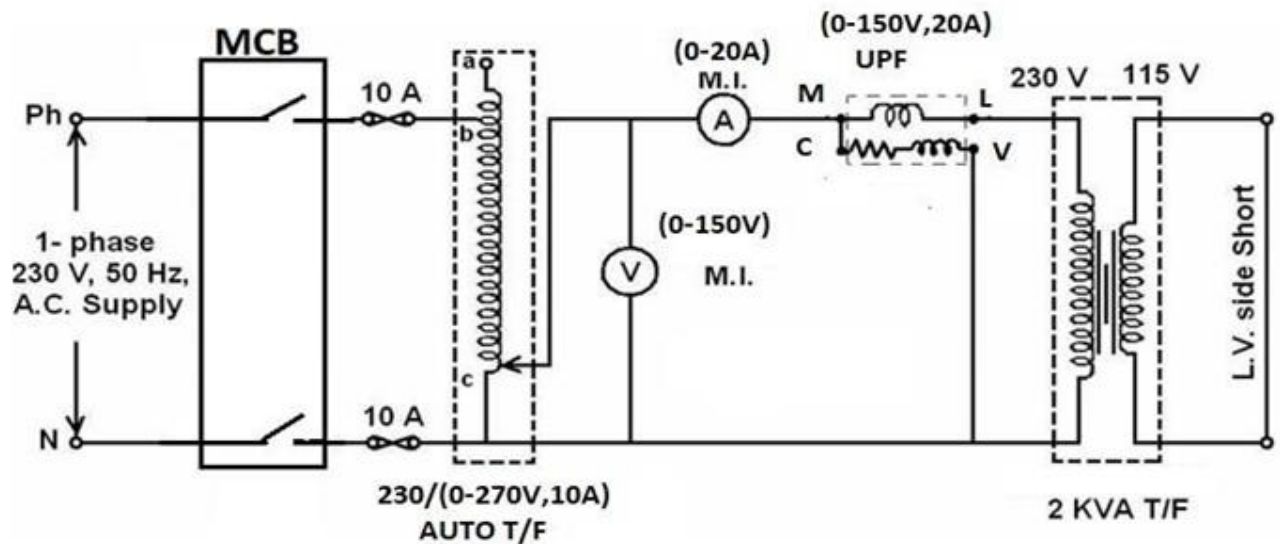 MCB
(0-150V,20A)
UPF
(0-20A)
M.I.
230 V
115 V
10 A
a
M
L
Ph
b
A
C
V
1- phase
230 V, 50 Hz,
A.C. Supply
(0-150V)
V
M.I.
L.V. side Short
c
10 A
N
230/(0-270V,10A)
AUTO T/F
2 KVA T/F